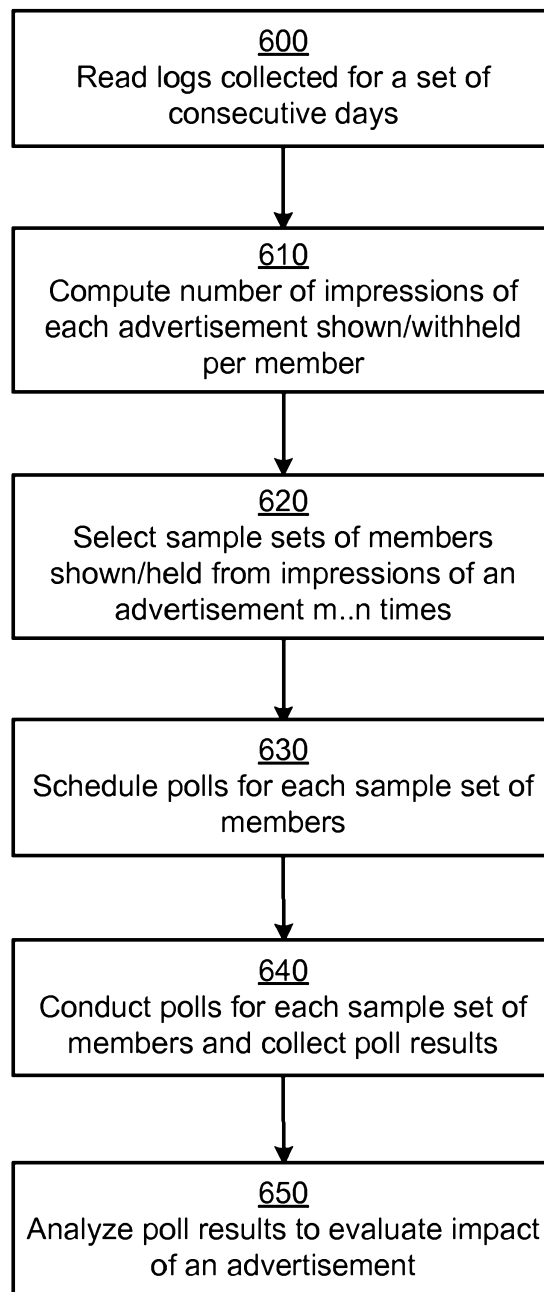 600
Read logs collected for a set of
consecutive days
610
Compute number of impressions of
each advertisement shown/withheld
per member
620
Select sample sets of members
shown/held from impressions of an
advertisement m..n times
630
Schedule polls for each sample set of
members
640
Conduct polls for each sample set of
members and collect poll results
650
Analyze poll results to evaluate impact
of an advertisement